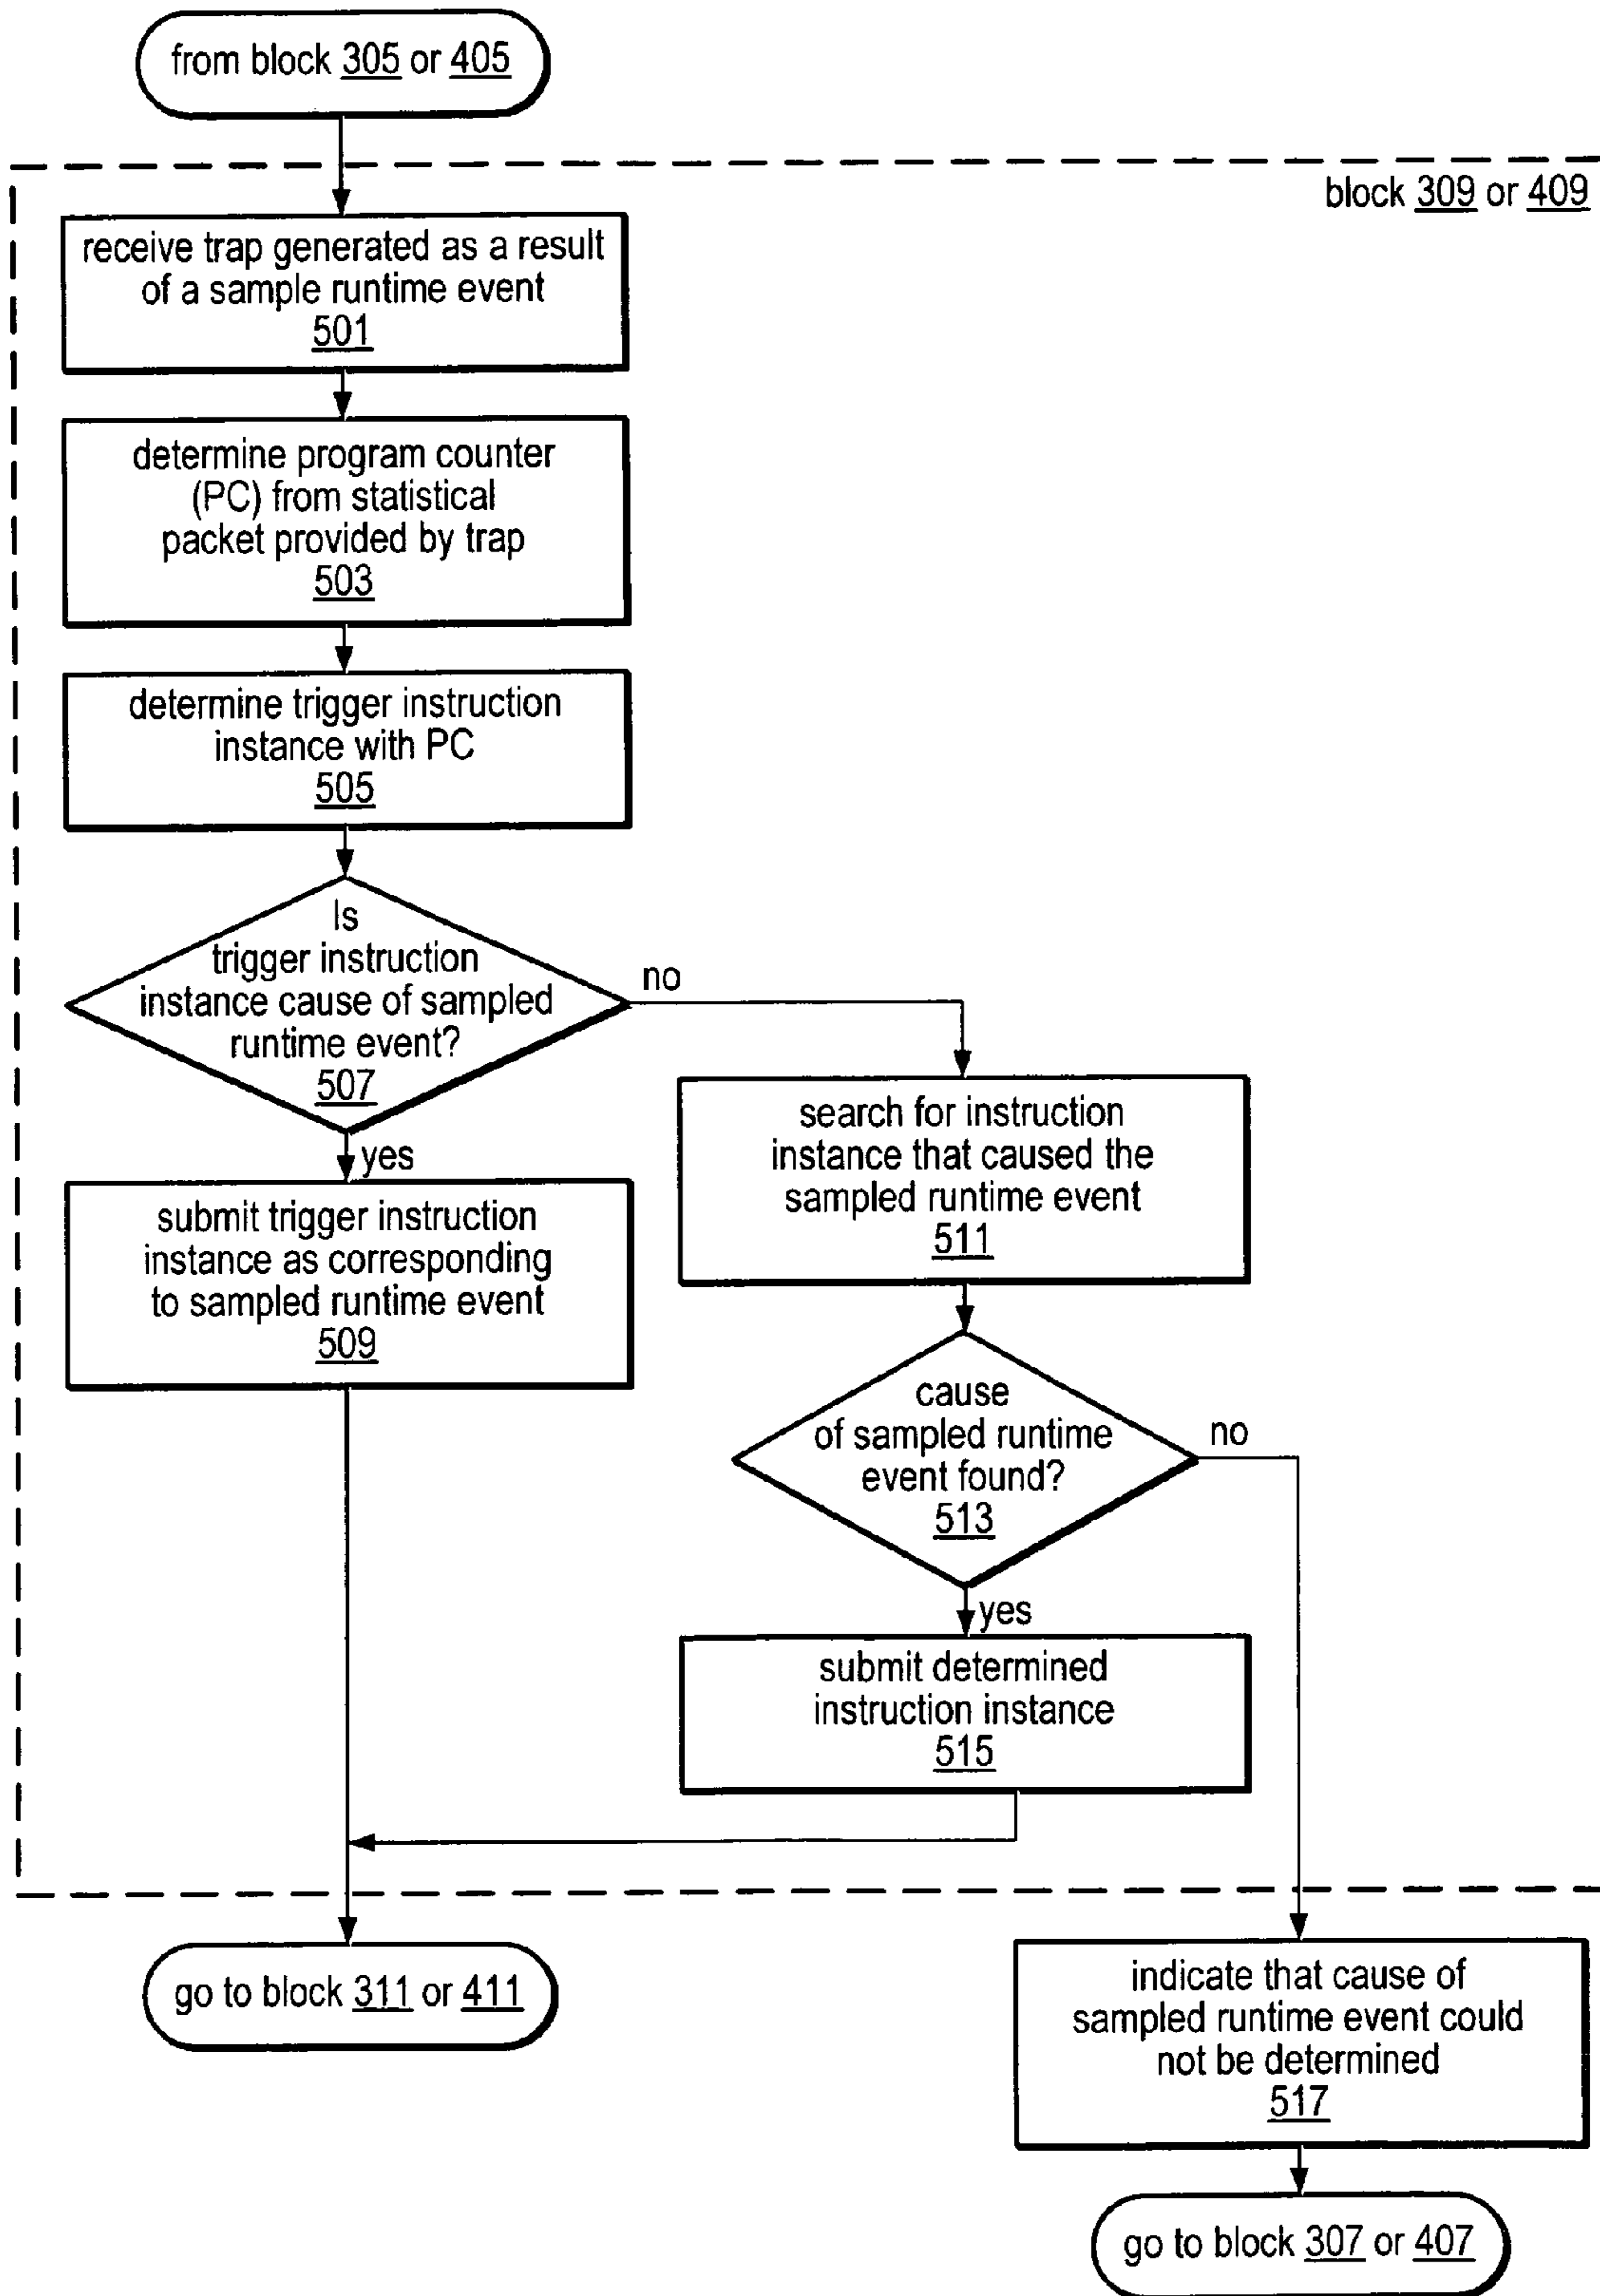 from block 305 or 405
block 309 or 409
receive trap generated as a result
of a sample runtime event
501
determine program counter
(PC) from statistical
packet provided by trap
503
determine trigger instruction
instance with PC
505
Is
trigger instruction
instance cause of sampled
runtime event?
507
no
yes
submit trigger instruction
instance as corresponding
to sampled runtime event
509
search for instruction
instance that caused the
sampled runtime event
511
cause
of sampled runtime
event found?
513
no
yes
submit determined
instruction instance
515
go to block 311 or 411
indicate that cause of
sampled runtime event could
not be determined
517
go to block 307 or 407